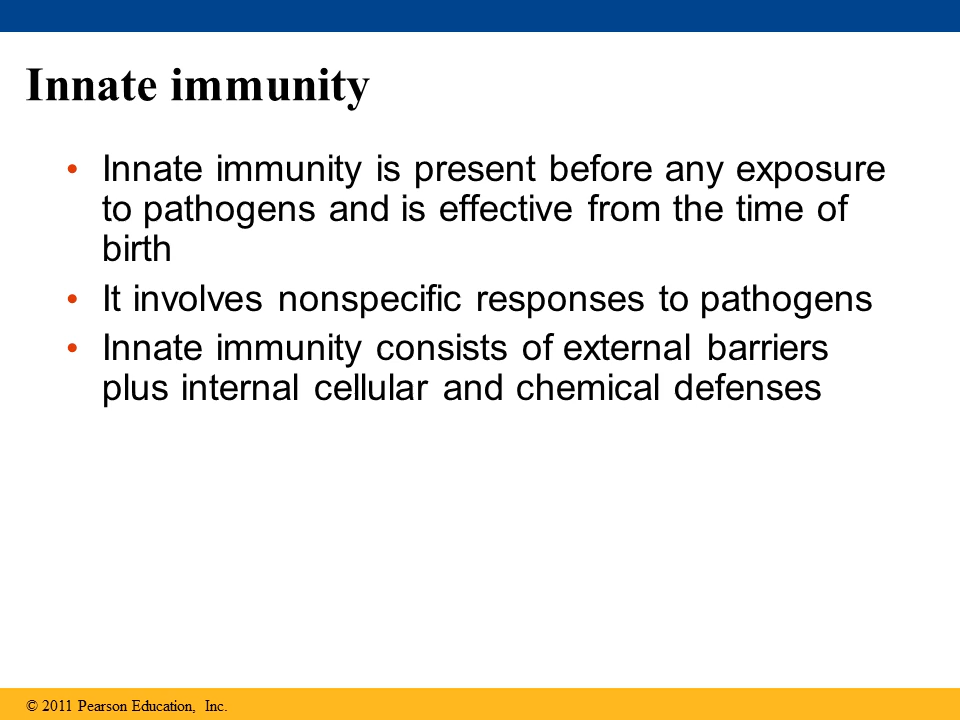 Innate immunity
• Innate immunity is present before any exposure
to pathogens and is effective from the time of
birth
• It involves nonspecific responses to pathogens
• Innate immunity consists of external barriers
plus internal cellular and chemical defenses
© 2011 Pearson Education, Inc.